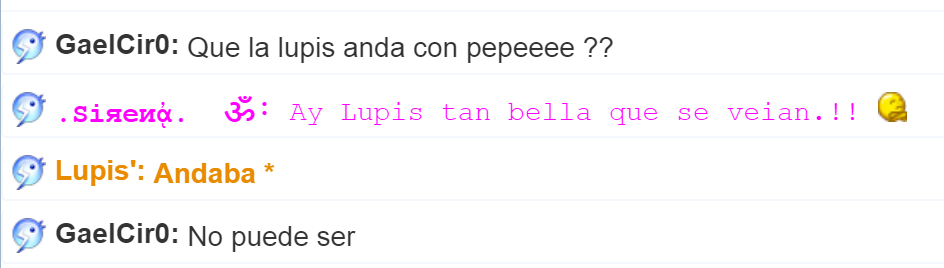 GaelCir0: Que la lupis anda con pepeeee ??
.Siяeиᾴ. ॐ: Ay Lupis tan bella que se veian.!!
Lupis': Andaba *
GaelCir0: No puede ser